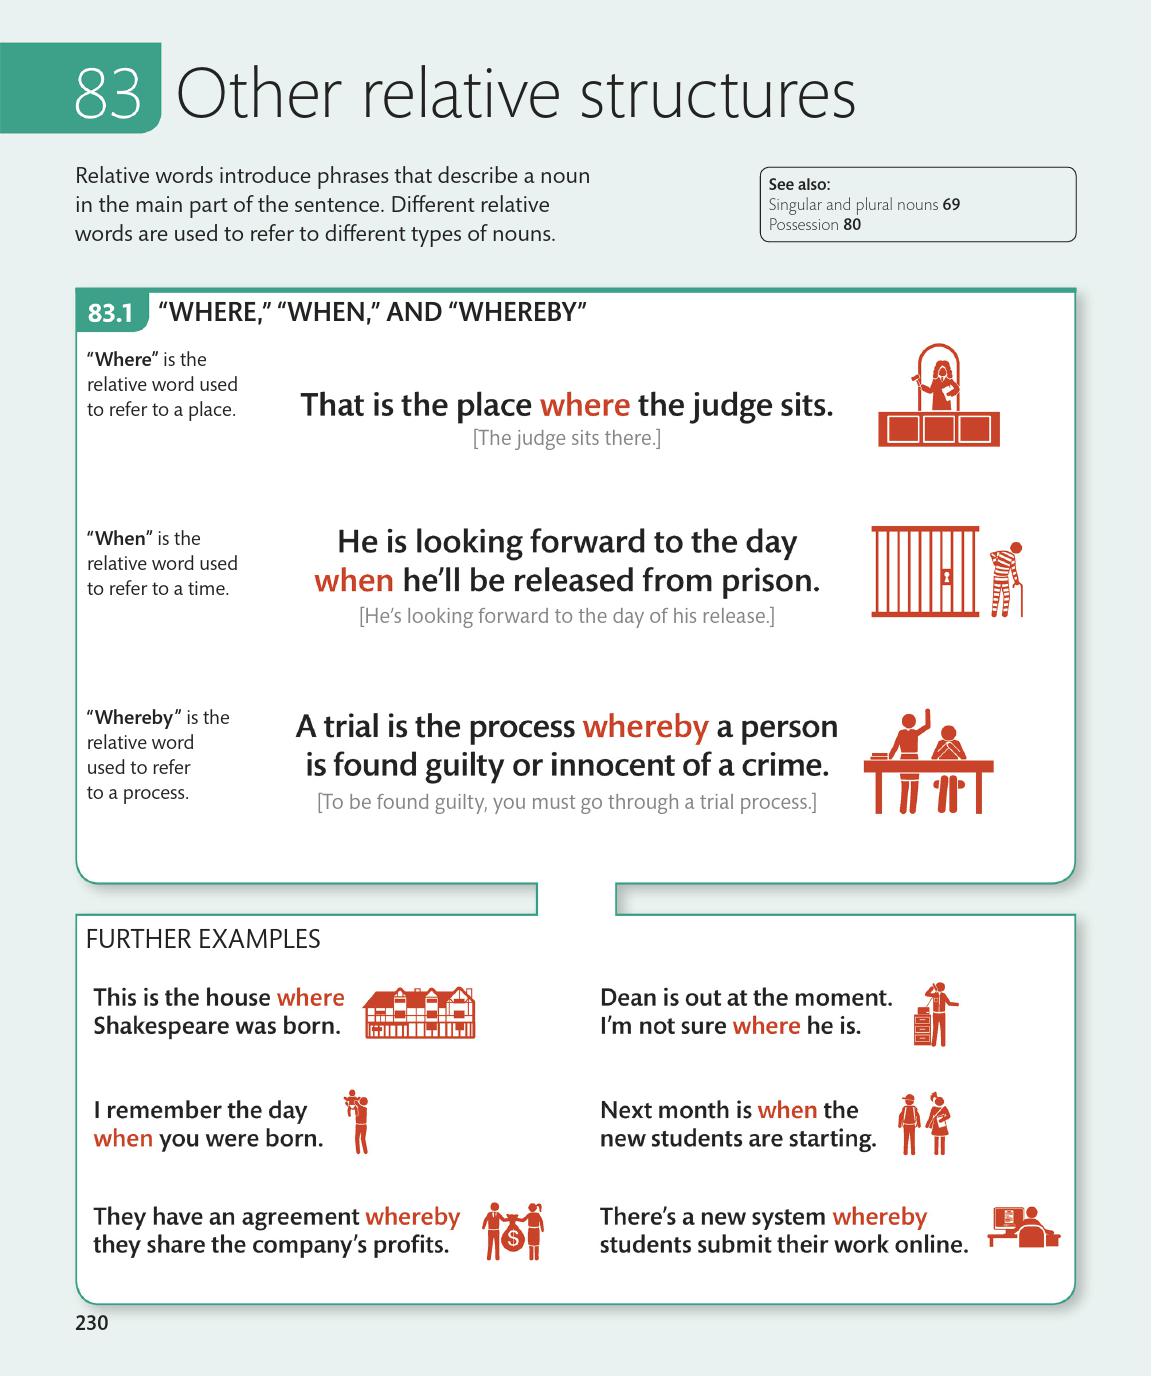 83 Other relative structures
Relative words introduce phrases that describe a noun
in the main part of the sentence. Different relative
words are used to refer to different types of nouns.
See also:
Singular and plural nouns 69
Possession 80
83.1 “WHERE,” “WHEN,” AND “WHEREBY”
“Where” is the
relative word used
to refer to a place.
That is the place where the judge sits.
[The judge sits there.]
“When” is the
relative word used
to refer to a time.
He is looking forward to the day
when he’ll be released from prison.
[He’s looking forward to the day of his release.]
“Whereby” is the
relative word
used to refer
to a process.
A trial is the process whereby a person
is found guilty or innocent of a crime.
[To be found guilty, you must go through a trial process.]
FURTHER EXAMPLES
This is the house where
Shakespeare was born.
Dean is out at the moment.
I’m not sure where he is.
I remember the day
when you were born.
Next month is when the
new students are starting.
They have an agreement whereby
they share the company’s profits.
$
There’s a new system whereby
students submit their work online.
230